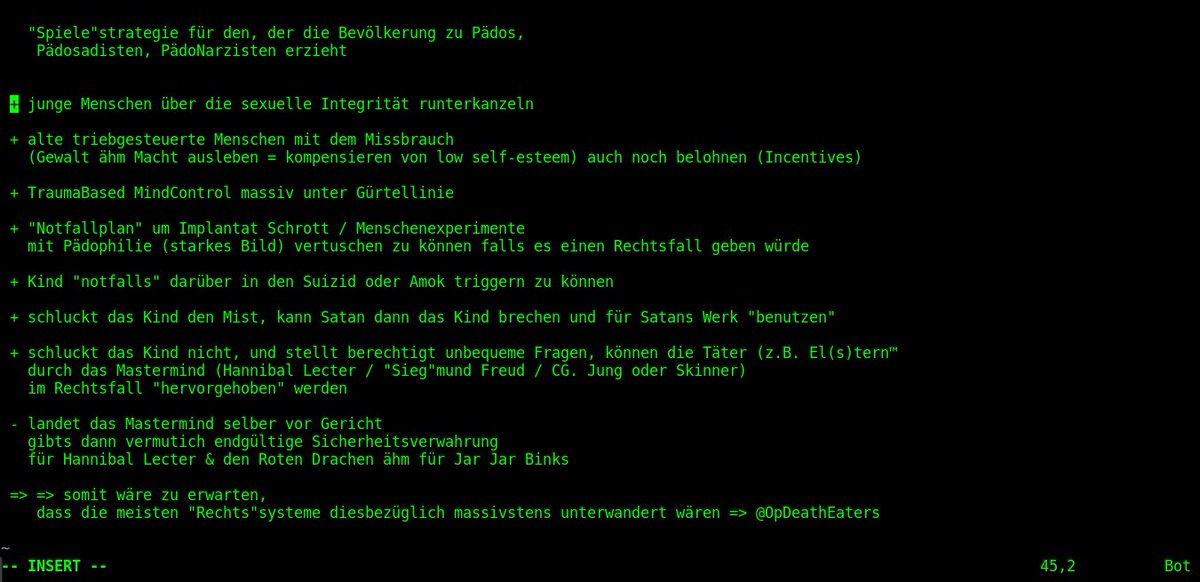 "Spiele"strategie für den, der die Bevölkerung zu Pädos,
Pädosadisten, PädoNarzisten erzieht
+ junge Menschen über die sexuelle Integrität runterkanzeln
+ alte triebgesteuerte Menschen mit dem Missbrauch
(Gewalt ähm Macht ausleben = kompensieren von low self-esteem) auch noch belohnen (Incentives)
+ TraumaBased MindControl massiv unter Gürtellinie
+ "Notfallplan" um Implantat Schrott / Menschenexperimente
mit Pädophilie (starkes Bild) vertuschen zu können falls es einen Rechtsfall geben würde
+ Kind "notfalls" darüber in den Suizid oder Amok triggern zu können
+ schluckt das Kind den Mist, kann Satan dann das Kind brechen und für Satans Werk "benutzen"
+ schluckt das Kind nicht, und stellt berechtigt unbequeme Fragen, können die Täter (z.B. El(s)tern™
durch das Mastermind (Hannibal Lecter / "Sieg"mund Freud / CG. Jung oder Skinner)
im Rechtsfall "hervorgehoben" werden
- landet das Mastermind selber vor Gericht
gibts dann vermutich endgültige Sicherheitsverwahrung
für Hannibal Lecter & den Roten Drachen ähm für Jar Jar Binks
=> => somit wäre zu erwarten,
dass die meisten "Rechts"systeme diesbezüglich massivstens unterwandert wären => @OpDeathEaters
~
-- INSERT -- 45,2 Bot